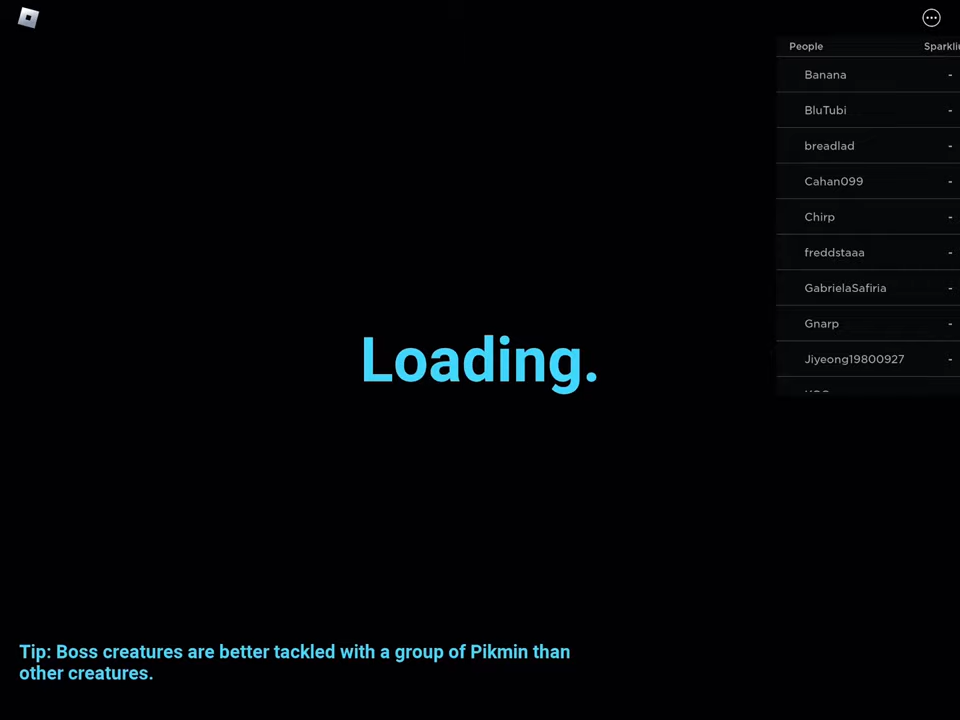 People Sparkliu
Banana -
BluTubi -
breadlad -
Cahan099 -
Chirp -
freddstaaa -
GabrielaSafiria -
Gnarp -
Jiyeong19800927 -
Loading.
Tip: Boss creatures are better tackled with a group of Pikmin than
other creatures.